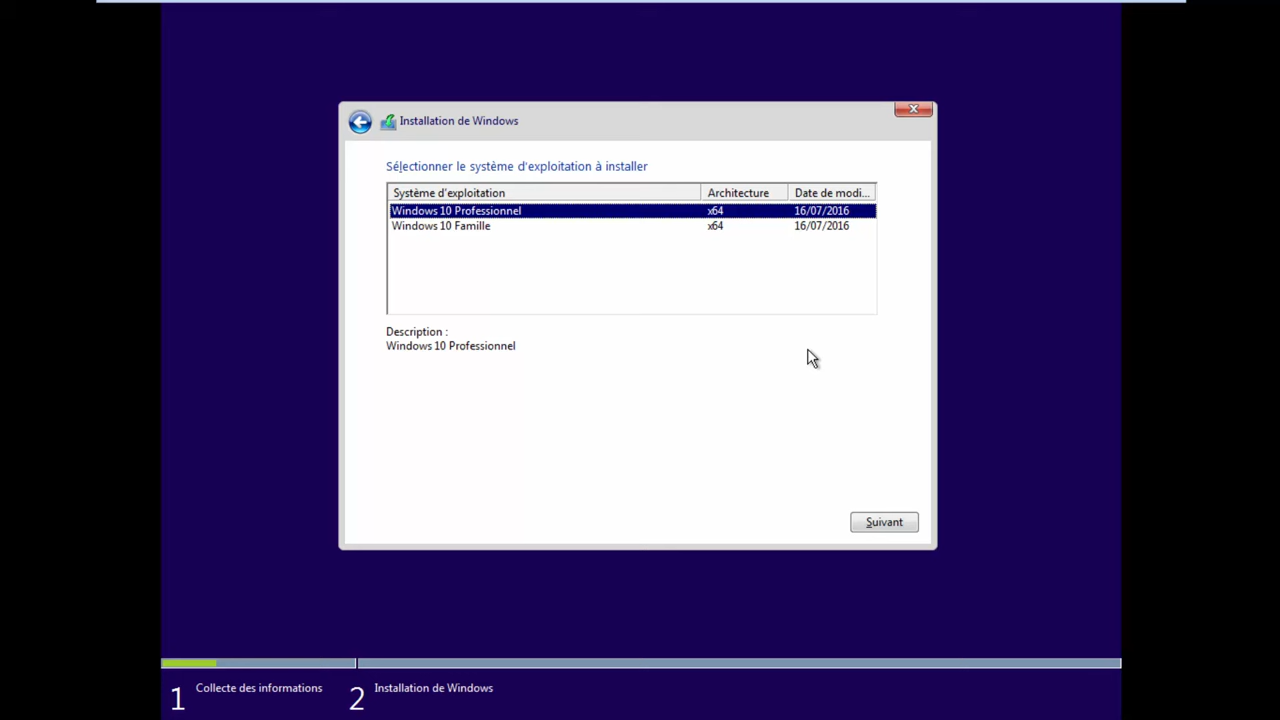 Installation de Windows
Sélectionner le système d'exploitation à installer
Système d'exploitation Architecture Date de modi...
Windows 10 Professionnel x64 16/07/2016
Windows 10 Famille x64 16/07/2016
Description :
Windows 10 Professionnel
Suivant
1 Collecte des informations 2 Installation de Windows